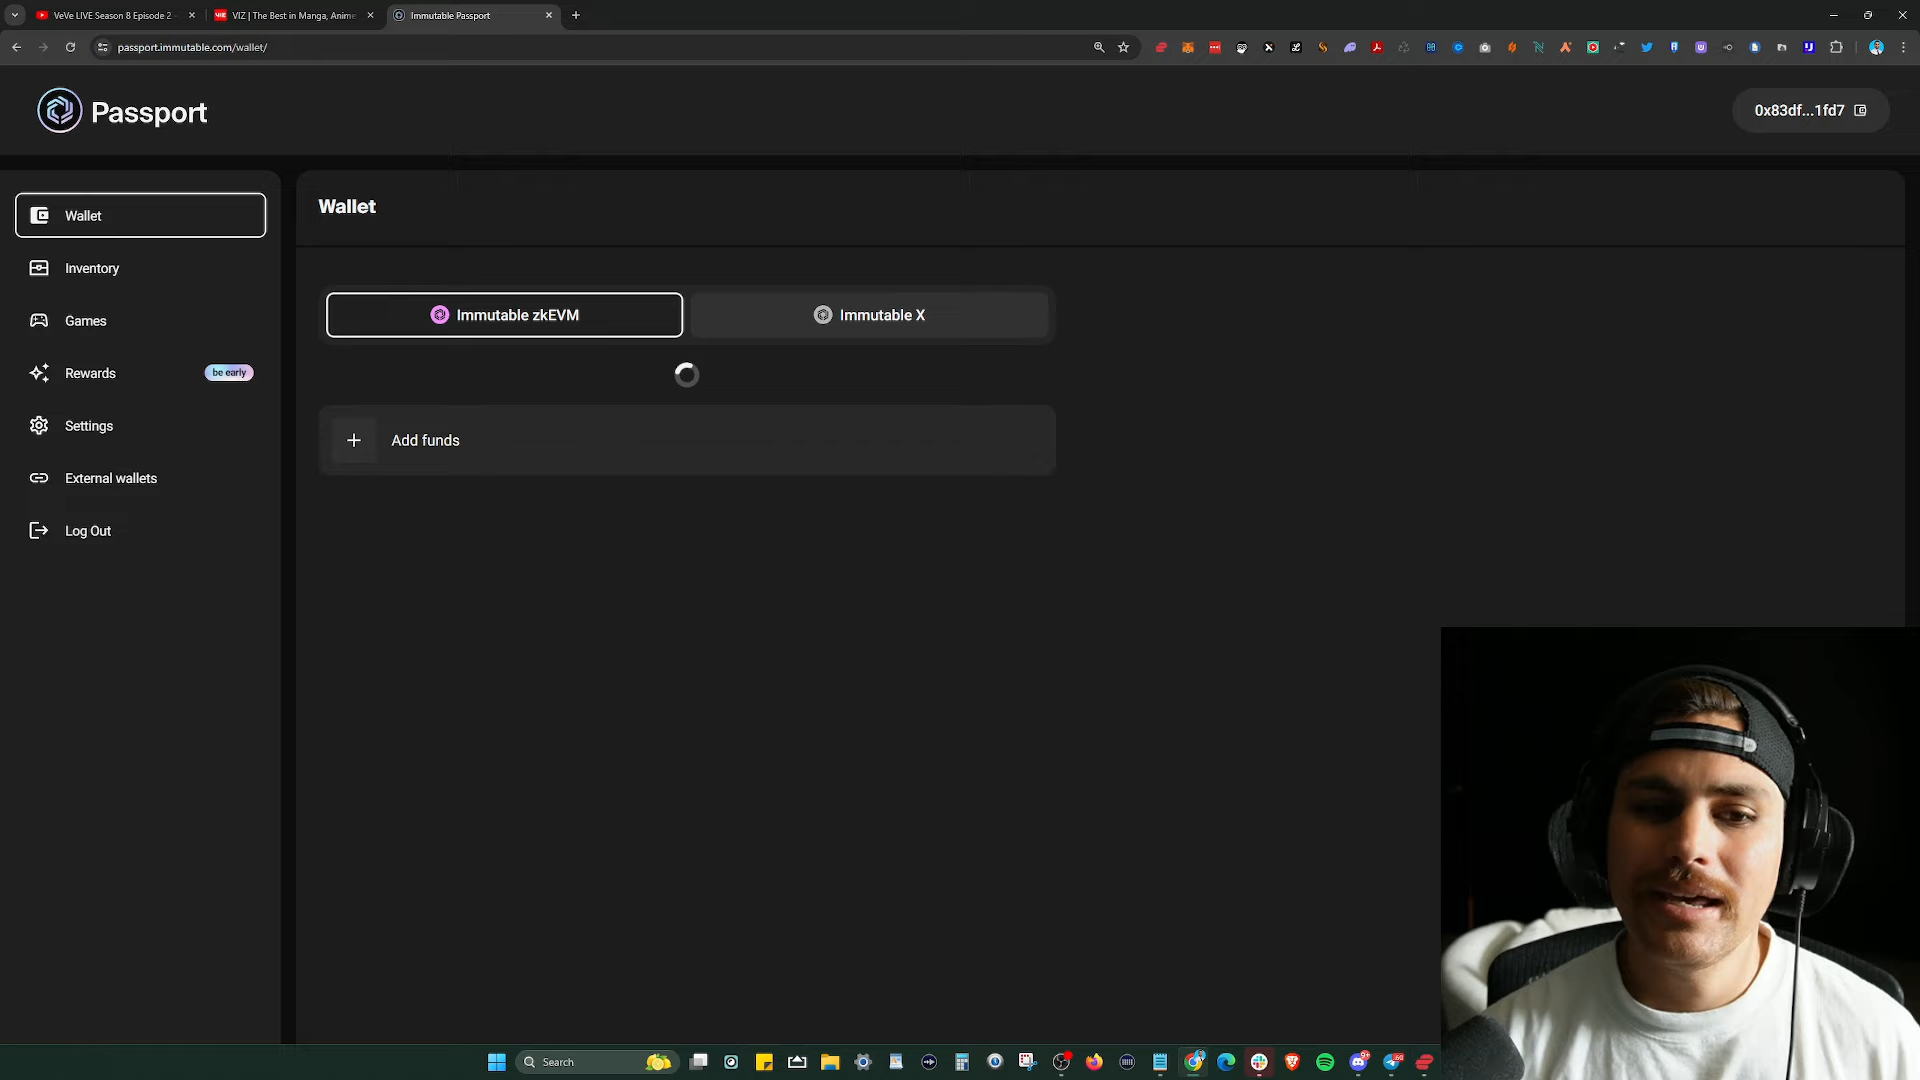 VeVe LIVE Season 8 Episode 2
VIZ | The Best in Manga, Anime
Immutable Passport
passport.immutable.com/wallet/
Passport
0x83df...1fd7
Wallet
Inventory
Games
Rewards
be early
Settings
External wallets
Log Out
Wallet
Immutable zkEVM
Immutable X
Add funds
Search